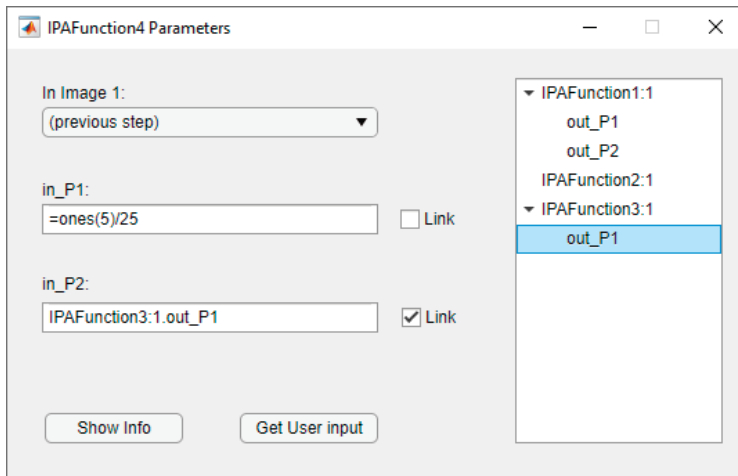 IPAFunction4 Parameters
In Image 1:
(previous step)
in_P1:
=ones(5)/25
Link
in_P2:
IPAFunction3:1.out_P1
Link
Show Info
Get User input
IPAFunction1:1
out_P1
out_P2
IPAFunction2:1
IPAFunction3:1
out_P1